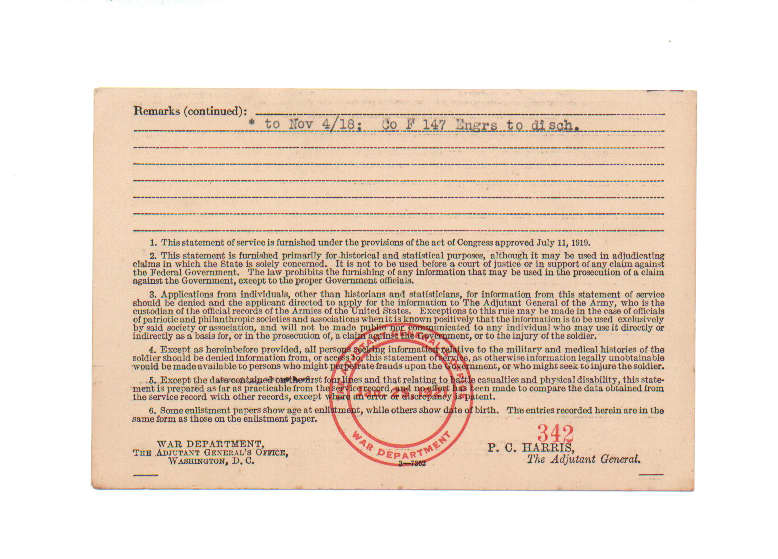 Remarks (continued):
* to Nov 4/18; Co F 147 Engrs to disch.
1. This statement of service is furnished under the provisions of the act of Congress approved July 11, 1919.
2. This statement is furnished primarily for historical and statistical purposes, although it may be used in adjudicating
claims in which the State is solely concerned. It is not to be used before a court of justice or in support of any claim against
the Federal Government. The law prohibits the furnishing of any information that may be used in the prosecution of a claim
against the Government, except to the proper Government officials.
3. Applications from individuals, other than historians and statisticians, for information from this statement of service
should be denied and the applicant directed to apply for the information to The Adjutant General of the Army, who is the
custodian of the official records of the Armies of the United States. Exceptions to this rule may be made in the case of officials
of patriotic and philanthropic societies and associations when it is known positively that the information is to be used exclusively
by said society or association, and will not be made public nor communicated to any individual who may use it directly or
indirectly as a basis for, or in the prosecution of, a claim against the Government, or to the injury of the soldier.
4. Except as hereinbefore provided, all persons seeking information relative to the military and medical histories of the
soldier should be denied information from, or access to, this statement of service, as otherwise information legally unobtainable
would be made available to persons who might perpetrate frauds upon the Government, or who might seek to injure the soldier.
5. Except the data contained on the first four lines and that relating to battle casualties and physical disability, this state-
ment is prepared as far as practicable from the service record, and no effort has been made to compare the data obtained from
the service record with other records, except where an error or discrepancy is patent.
6. Some enlistment papers show age at enlistment, while others show date of birth. The entries recorded herein are in the
same form as those on the enlistment paper.
342
WAR DEPARTMENT,
THE ADJUTANT GENERAL'S OFFICE,
WASHINGTON, D. C.
P. C. HARRIS,
The Adjutant General.
WAR DEPARTMENT
3—7302